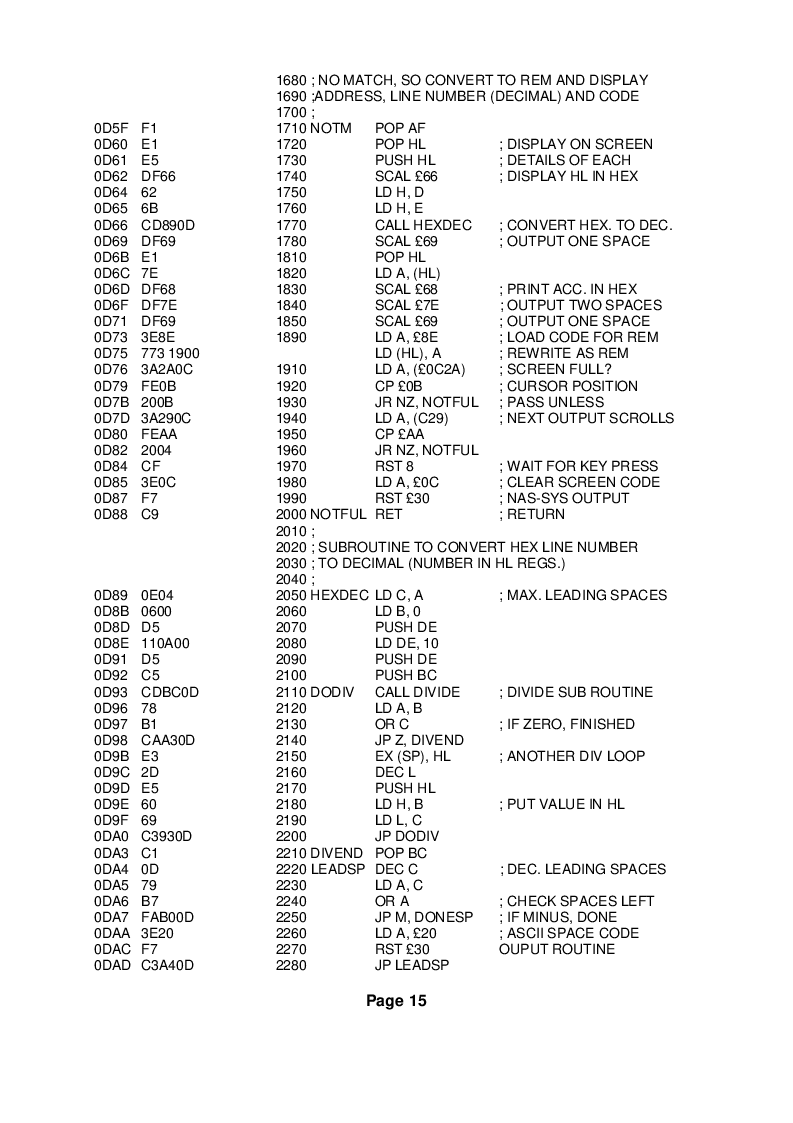 1680 ; NO MATCH, SO CONVERT TO REM AND DISPLAY
1690 ;ADDRESS, LINE NUMBER (DECIMAL) AND CODE
1700 ;
0D5F F1 1710 NOTM POP AF
0D60 E1 1720 POP HL ; DISPLAY ON SCREEN
0D61 E5 1730 PUSH HL ; DETAILS OF EACH
0D62 DF66 1740 SCAL £66 ; DISPLAY HL IN HEX
0D64 62 1750 LD H, D
0D65 6B 1760 LD H, E
0D66 CD890D 1770 CALL HEXDEC ; CONVERT HEX. TO DEC.
0D69 DF69 1780 SCAL £69 ; OUTPUT ONE SPACE
0D6B E1 1810 POP HL
0D6C 7E 1820 LD A, (HL)
0D6D DF68 1830 SCAL £68 ; PRINT ACC. IN HEX
0D6F DF7E 1840 SCAL £7E ; OUTPUT TWO SPACES
0D71 DF69 1850 SCAL £69 ; OUTPUT ONE SPACE
0D73 3E8E 1890 LD A, £8E ; LOAD CODE FOR REM
0D75 773 1900 LD (HL), A ; REWRITE AS REM
0D76 3A2A0C 1910 LD A, (£0C2A) ; SCREEN FULL?
0D79 FE0B 1920 CP £0B ; CURSOR POSITION
0D7B 200B 1930 JR NZ, NOTFUL ; PASS UNLESS
0D7D 3A290C 1940 LD A, (C29) ; NEXT OUTPUT SCROLLS
0D80 FEAA 1950 CP £AA
0D82 2004 1960 JR NZ, NOTFUL
0D84 CF 1970 RST 8 ; WAIT FOR KEY PRESS
0D85 3E0C 1980 LD A, £0C ; CLEAR SCREEN CODE
0D87 F7 1990 RST £30 ; NAS-SYS OUTPUT
0D88 C9 2000 NOTFUL RET ; RETURN
2010 ;
2020 ; SUBROUTINE TO CONVERT HEX LINE NUMBER
2030 ; TO DECIMAL (NUMBER IN HL REGS.)
2040 ;
0D89 0E04 2050 HEXDEC LD C, A ; MAX. LEADING SPACES
0D8B 0600 2060 LD B, 0
0D8D D5 2070 PUSH DE
0D8E 110A00 2080 LD DE, 10
0D91 D5 2090 PUSH DE
0D92 C5 2100 PUSH BC
0D93 CDBC0D 2110 DODIV CALL DIVIDE ; DIVIDE SUB ROUTINE
0D96 78 2120 LD A, B
0D97 B1 2130 OR C ; IF ZERO, FINISHED
0D98 CAA30D 2140 JP Z, DIVEND
0D9B E3 2150 EX (SP), HL ; ANOTHER DIV LOOP
0D9C 2D 2160 DEC L
0D9D E5 2170 PUSH HL
0D9E 60 2180 LD H, B ; PUT VALUE IN HL
0D9F 69 2190 LD L, C
0DA0 C3930D 2200 JP DODIV
0DA3 C1 2210 DIVEND POP BC
0DA4 0D 2220 LEADSP DEC C ; DEC. LEADING SPACES
0DA5 79 2230 LD A, C
0DA6 B7 2240 OR A ; CHECK SPACES LEFT
0DA7 FAB00D 2250 JP M, DONESP ; IF MINUS, DONE
0DAA 3E20 2260 LD A, £20 ; ASCII SPACE CODE
0DAC F7 2270 RST £30 OUPUT ROUTINE
0DAD C3A40D 2280 JP LEADSP
Page 15